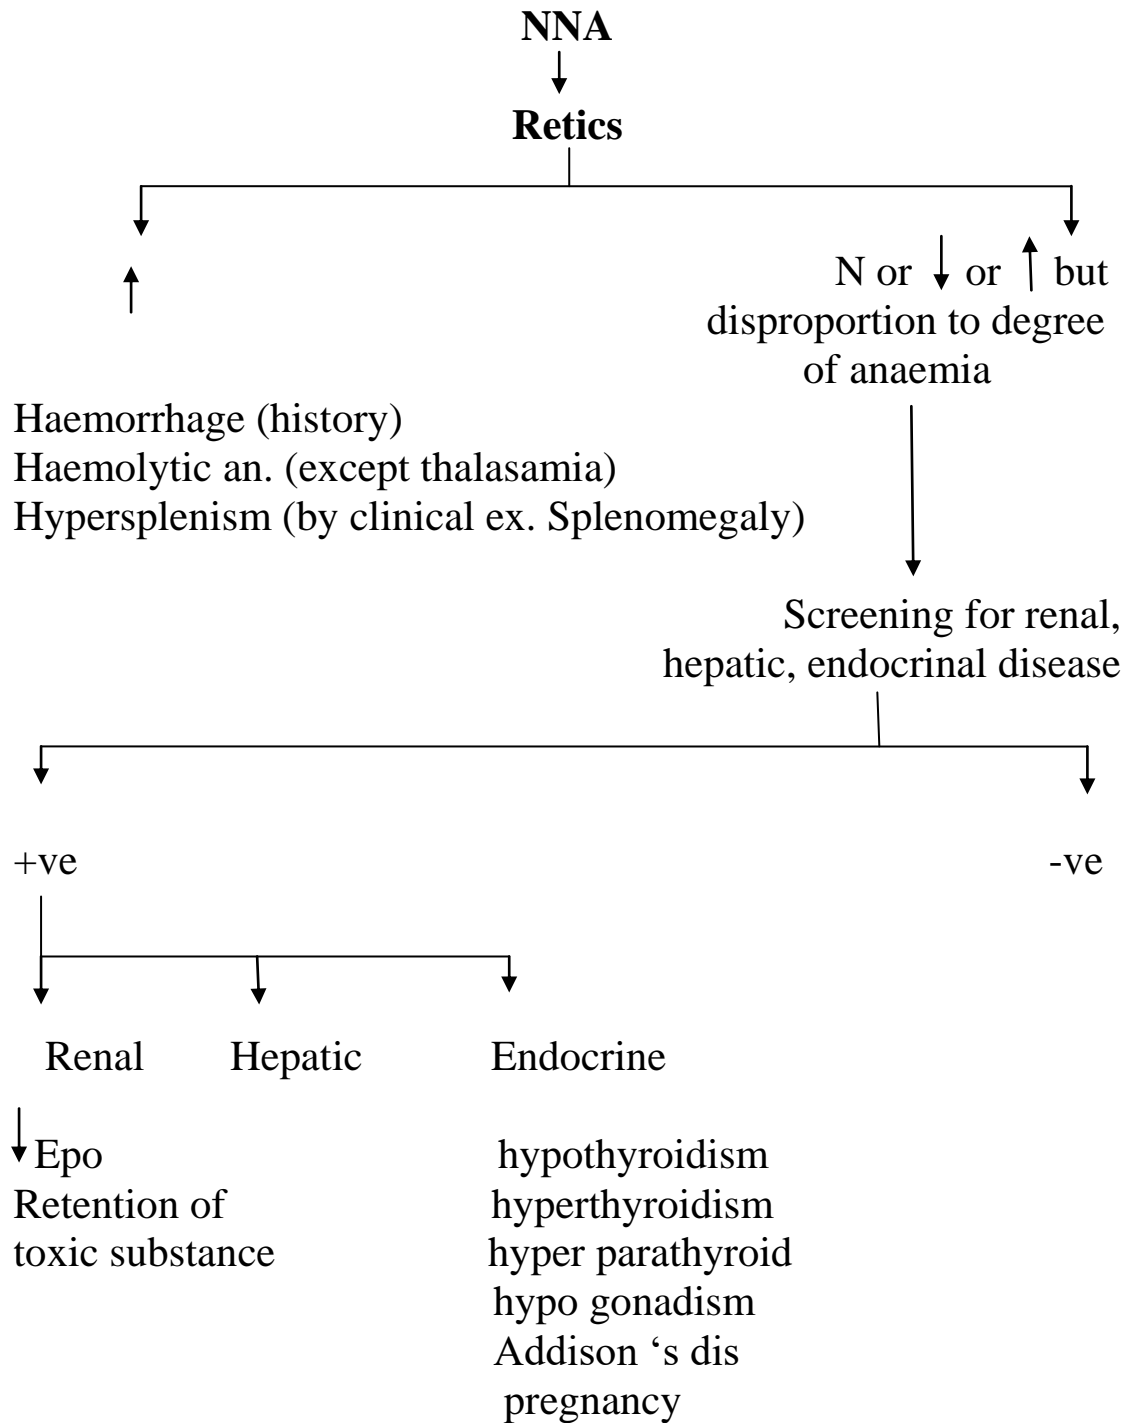 NNA
Retics
N or ↓ or ↑ but
disproportion to degree
of anaemia
↑
Haemorrhage (history)
Haemolytic an. (except thalasamia)
Hypersplenism (by clinical ex. Splenomegaly)
Screening for renal,
hepatic, endocrinal disease
+ve
-ve
Renal
Hepatic
Endocrine
↓ Epo
Retention of
toxic substance
hypothyroidism
hyperthyroidism
hyper parathyroid
hypo gonadism
Addison ‘s dis
pregnancy